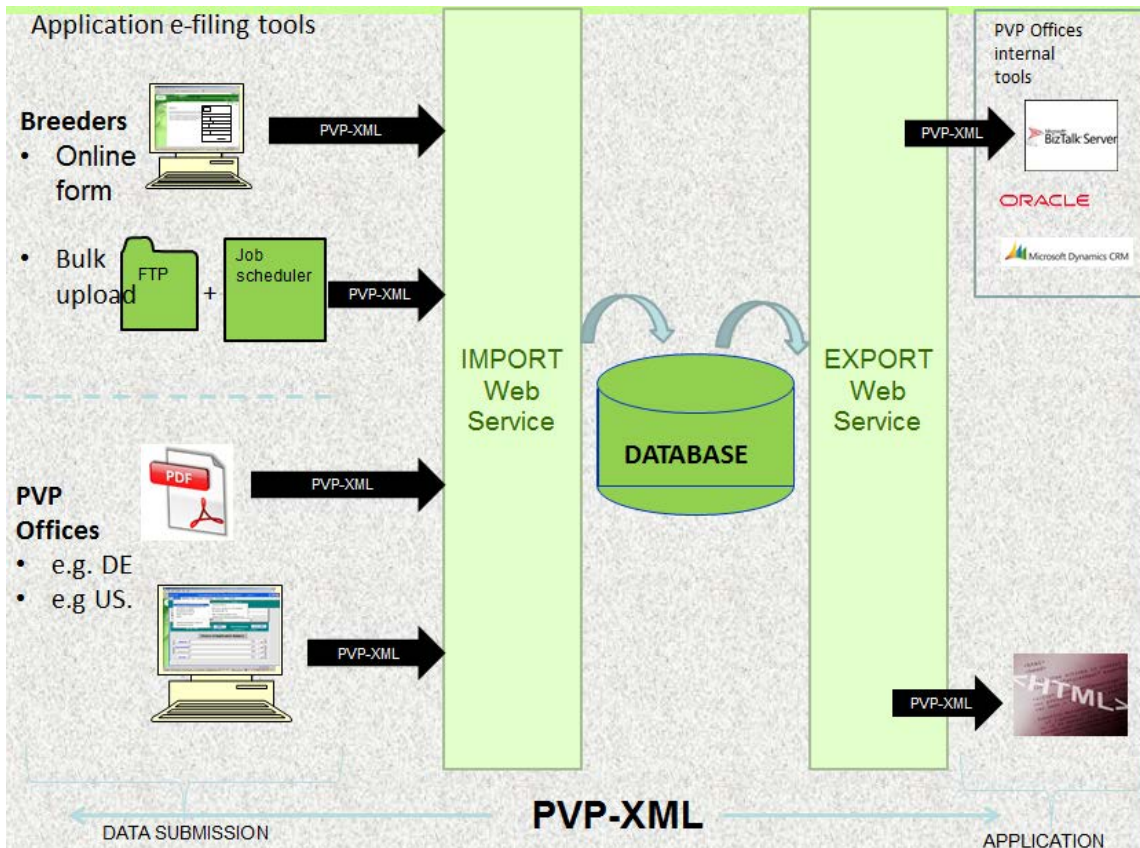 Application e-filing tools
Breeders
• Online
form
PVP-XML
• Bulk
upload
FTP
+
Job
scheduler
PVP-XML
PVP
Offices
• e.g. DE
• e.g US.
PDF
PVP-XML
PVP-XML
IMPORT
Web
Service
DATABASE
EXPORT
Web
Service
PVP Offices
internal
tools
PVP-XML
Microsoft
BizTalk Server
ORACLE
Microsoft Dynamics CRM
PVP-XML
<HTML>
DATA SUBMISSION
PVP-XML
APPLICATION